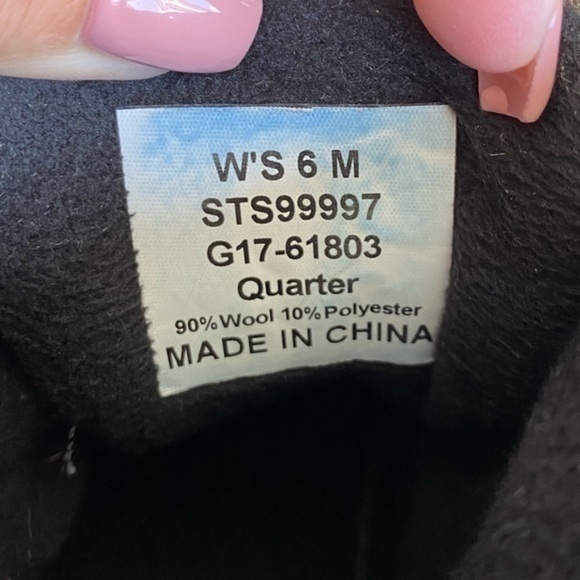 W'S 6 M
STS99997
G17-61803
Quarter
90%Wool 10%Polyester
MADE IN CHINA